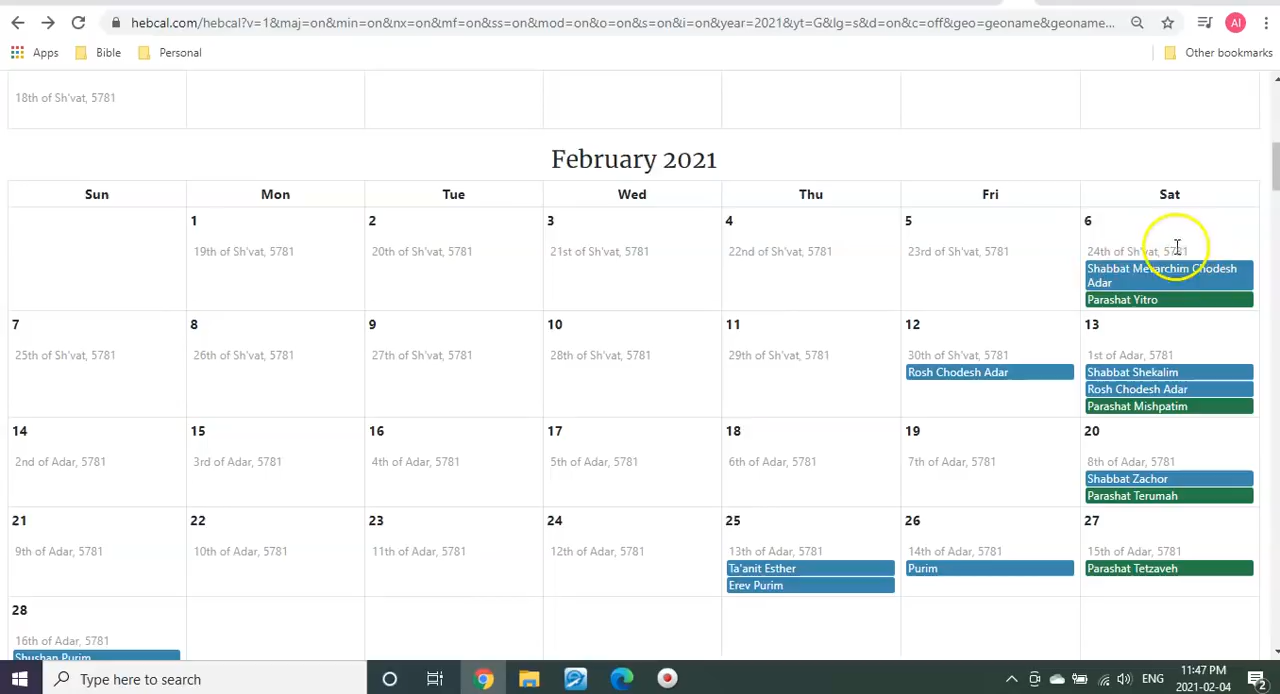 hebcal.com/hebcal?v=1&maj=on&min=on&nx=on&mf=on&ss=on&mod=on&o=on&s=on&i=on&year=2021&yt=G&lg=s&d=on&c=off&geo=geoname&geoname... AI
Apps Bible Personal Other bookmarks
18th of Sh'vat, 5781
February 2021
Sun Mon Tue Wed Thu Fri Sat
1 2 3 4 5 6
19th of Sh'vat, 5781 20th of Sh'vat, 5781 21st of Sh'vat, 5781 22nd of Sh'vat, 5781 23rd of Sh'vat, 5781 24th of Sh'vat, 5781
Shabbat Mevarchim Chodesh
Adar
Parashat Yitro
7 8 9 10 11 12 13
25th of Sh'vat, 5781 26th of Sh'vat, 5781 27th of Sh'vat, 5781 28th of Sh'vat, 5781 29th of Sh'vat, 5781 30th of Sh'vat, 5781 1st of Adar, 5781
Rosh Chodesh Adar Shabbat Shekalim
Rosh Chodesh Adar
Parashat Mishpatim
14 15 16 17 18 19 20
2nd of Adar, 5781 3rd of Adar, 5781 4th of Adar, 5781 5th of Adar, 5781 6th of Adar, 5781 7th of Adar, 5781 8th of Adar, 5781
Shabbat Zachor
Parashat Terumah
21 22 23 24 25 26 27
9th of Adar, 5781 10th of Adar, 5781 11th of Adar, 5781 12th of Adar, 5781 13th of Adar, 5781 14th of Adar, 5781 15th of Adar, 5781
Ta'anit Esther Purim Parashat Tetzaveh
Erev Purim
28
16th of Adar, 5781
Shushan Purim
Type here to search ENG 11:47 PM
2021-02-04 2